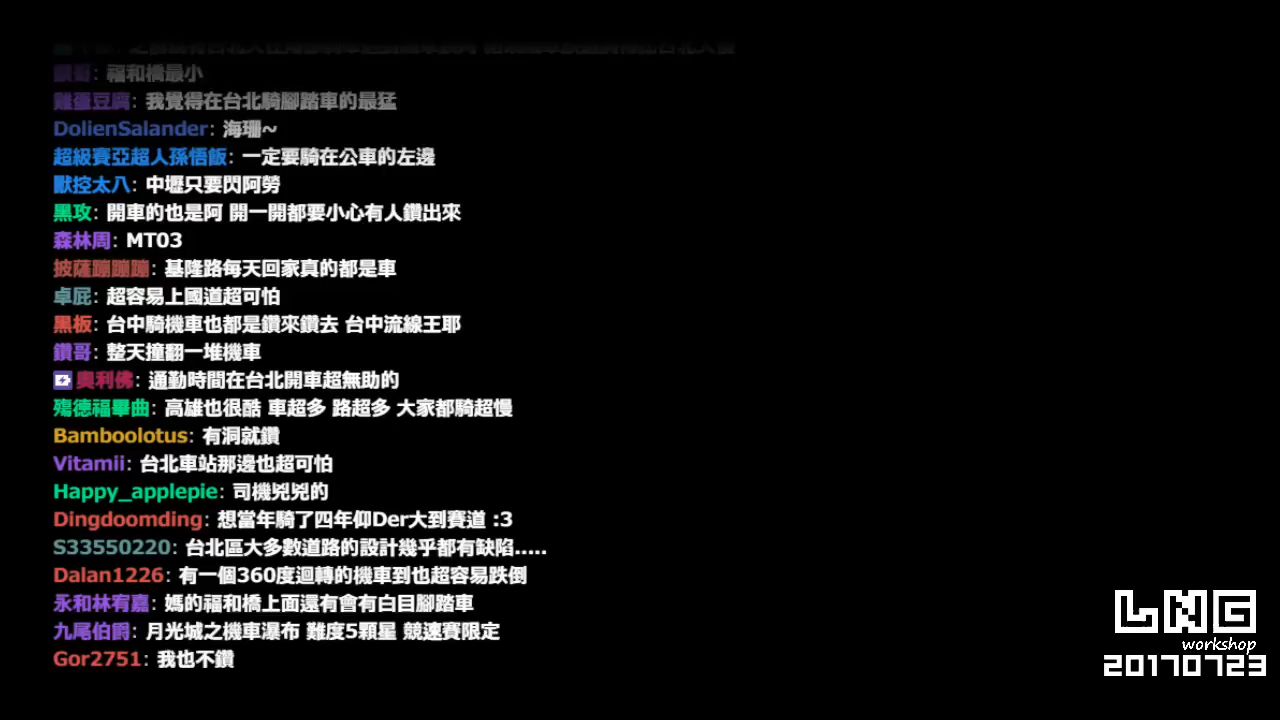 鑽哥: 福和橋最小
雞蛋豆腐: 我覺得在台北騎腳踏車的最猛
DolienSalander: 海珊~
超級賽亞超人孫悟飯: 一定要騎在公車的左邊
獸控太八: 中壢只要閃阿勞
黑攻: 開車的也是阿 開一開都要小心有人鑽出來
森林周: MT03
披薩蹦蹦蹦: 基隆路每天回家真的都是車
卓屁: 超容易上國道超可怕
黑板: 台中騎機車也都是鑽來鑽去 台中流線王耶
鑽哥: 整天撞翻一堆機車
奧利佛: 通勤時間在台北開車超無助的
殤德福畢曲: 高雄也很酷 車超多 路超多 大家都騎超慢
Bamboolotus: 有洞就鑽
Vitamii: 台北車站那邊也超可怕
Happy_applepie: 司機兇兇的
Dingdoomding: 想當年騎了四年仰Der大到賽道 :3
S33550220: 台北區大多數道路的設計幾乎都有缺陷.....
Dalan1226: 有一個360度迴轉的機車到也超容易跌倒
永和林宥嘉: 媽的福和橋上面還有會有白目腳踏車
九尾伯爵: 月光城之機車瀑布 難度5顆星 競速賽限定
Gor2751: 我也不鑽
LNG
workshop
20170723